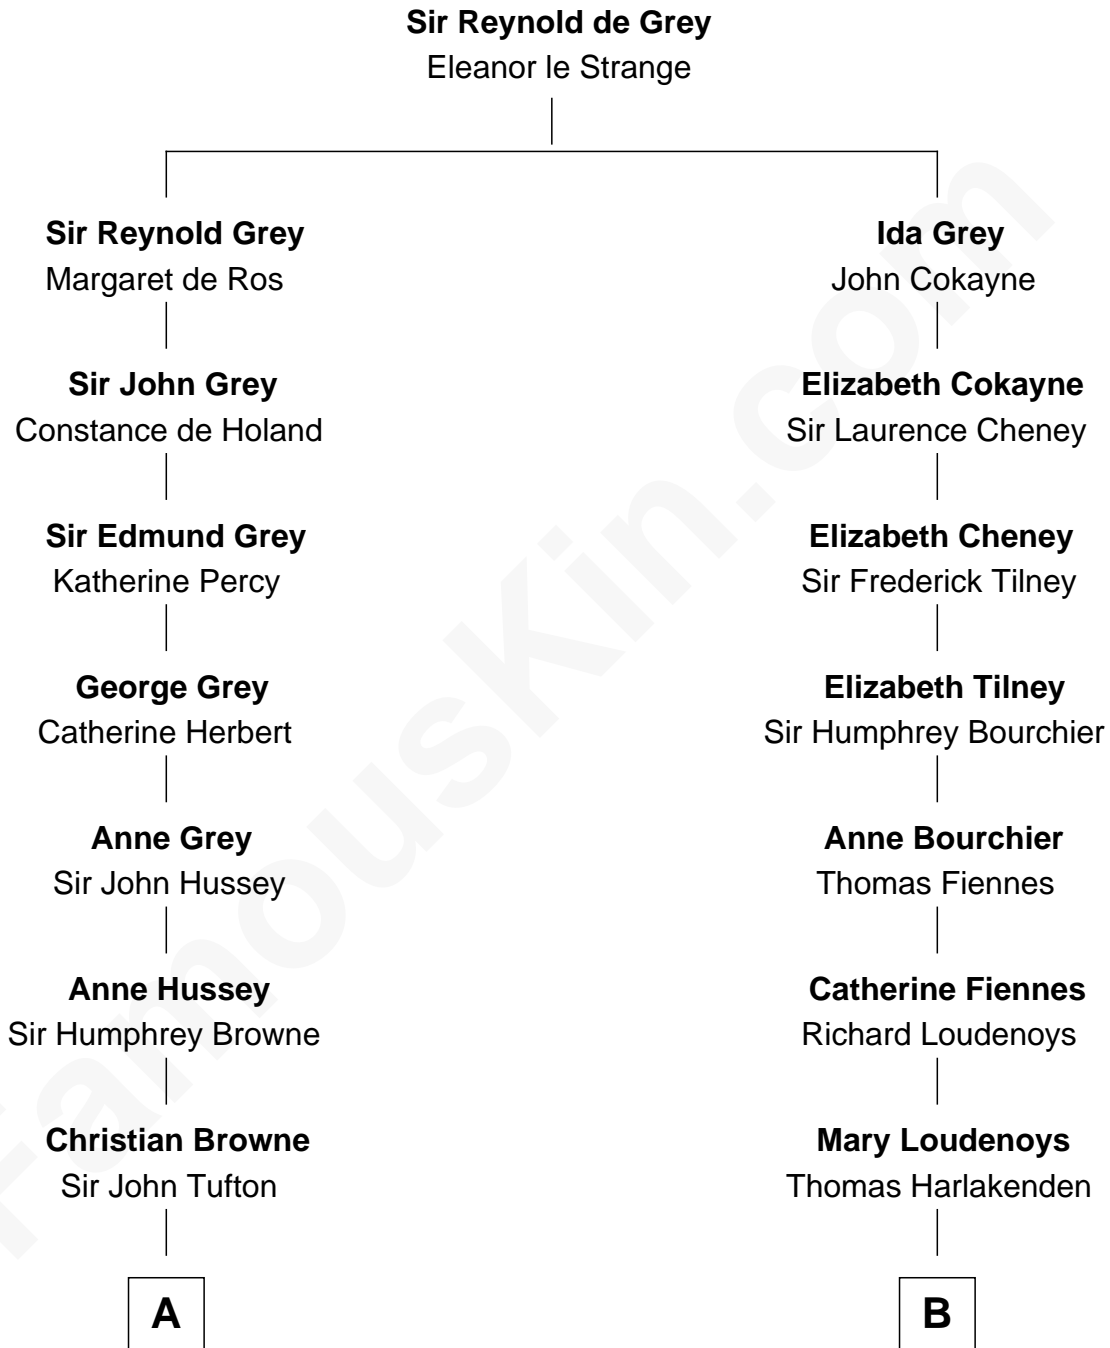 Sir Reynold de Grey
Eleanor le Strange
Sir Reynold Grey
Margaret de Ros
Ida Grey
John Cokayne
Sir John Grey
Constance de Holand
Elizabeth Cokayne
Sir Laurence Cheney
Sir Edmund Grey
Katherine Percy
Elizabeth Cheney
Sir Frederick Tilney
George Grey
Catherine Herbert
Elizabeth Tilney
Sir Humphrey Bourchier
Anne Grey
Sir John Hussey
Anne Bourchier
Thomas Fiennes
Anne Hussey
Sir Humphrey Browne
Catherine Fiennes
Richard Loudenoys
Christian Browne
Sir John Tufton
Mary Loudenoys
Thomas Harlakenden
A
B
FamousKin.com